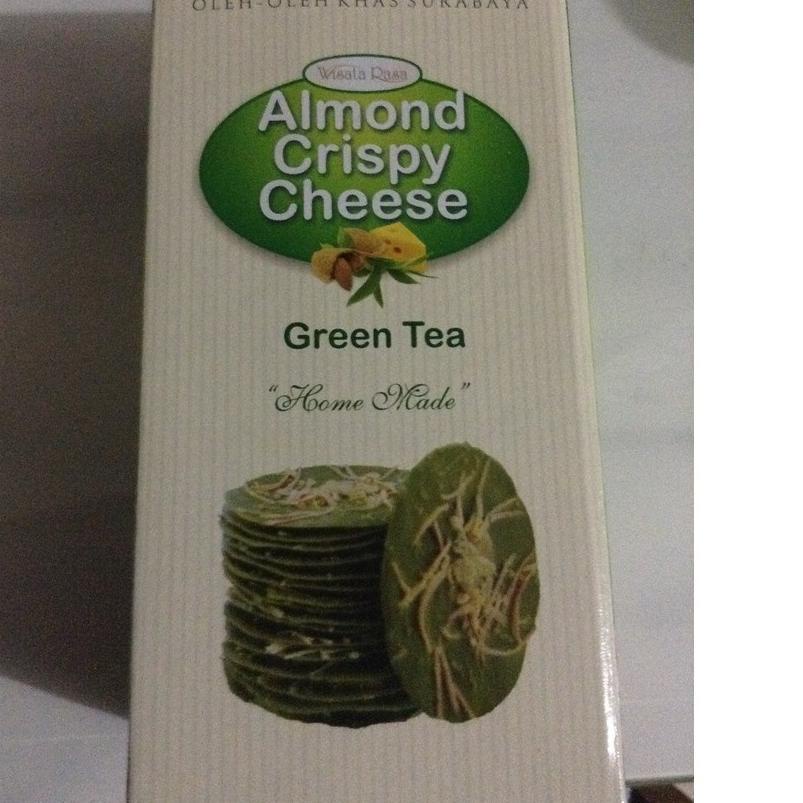 OLEH-OLEH KHAS SURABAYA
Wisata Rasa
Almond
Crispy
Cheese
Green Tea
"Home Made"